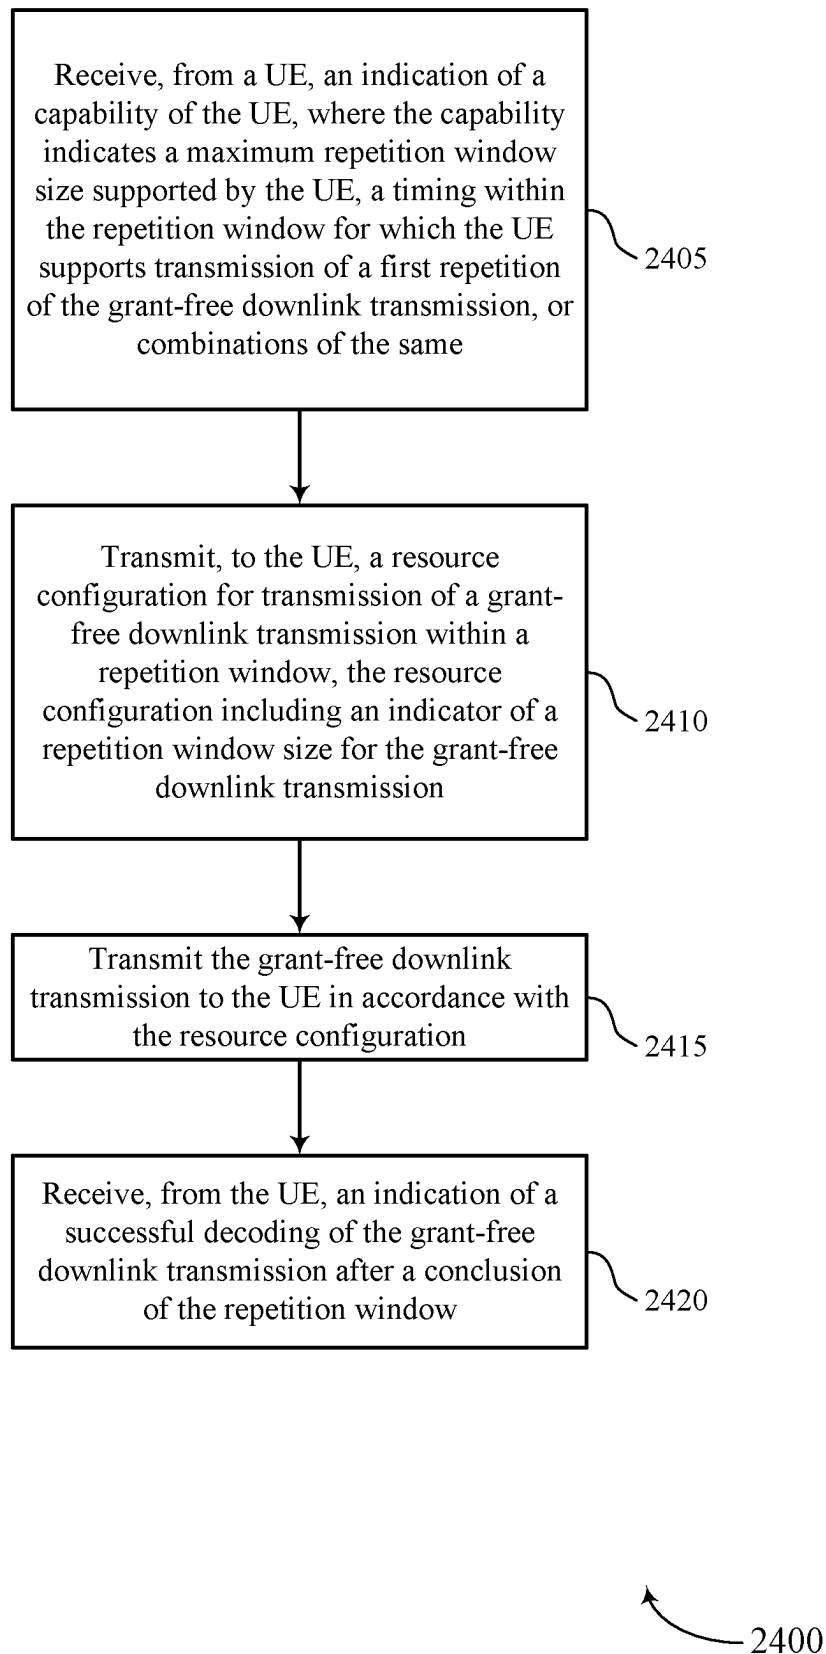 Receive, from a UE, an indication of a
capability of the UE, where the capability
indicates a maximum repetition window
size supported by the UE, a timing within
the repetition window for which the UE
supports transmission of a first repetition
of the grant-free downlink transmission, or
combinations of the same
2405
Transmit, to the UE, a resource
configuration for transmission of a grant-
free downlink transmission within a
repetition window, the resource
configuration including an indicator of a
repetition window size for the grant-free
downlink transmission
2410
Transmit the grant-free downlink
transmission to the UE in accordance with
the resource configuration
2415
Receive, from the UE, an indication of a
successful decoding of the grant-free
downlink transmission after a conclusion
of the repetition window
2420
2400